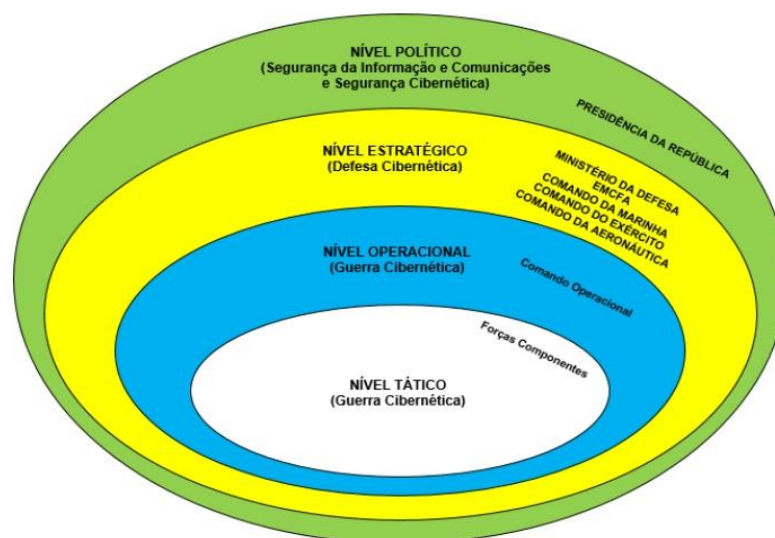 NÍVEL POLÍTICO
(Segurança da Informação e Comunicações
e Segurança Cibernética)
PRESIDÊNCIA DA REPÚBLICA
NÍVEL ESTRATÉGICO
(Defesa Cibernética)
MINISTÉRIO DA DEFESA
EMCFA
COMANDO DA MARINHA
COMANDO DO EXÉRCITO
COMANDO DA AERONÁUTICA
NÍVEL OPERACIONAL
(Guerra Cibernética)
Comando Operacional
Forças Componentes
NÍVEL TÁTICO
(Guerra Cibernética)